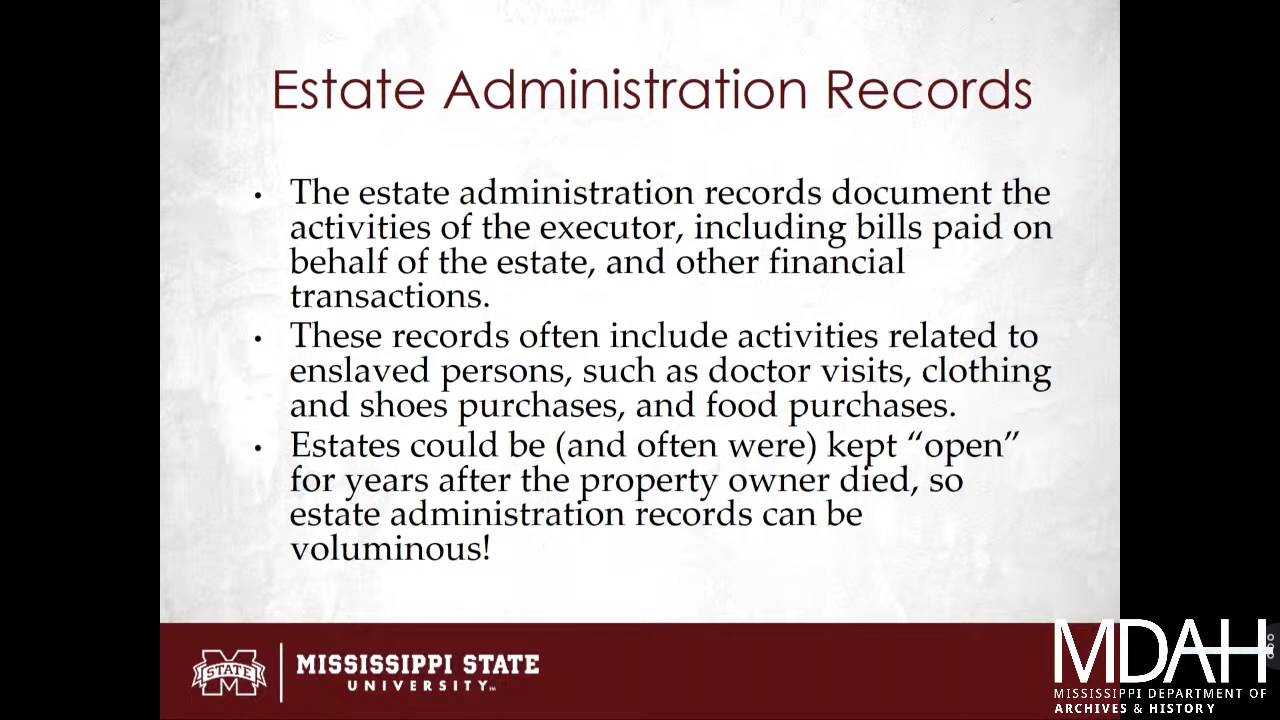 Estate Administration Records
• The estate administration records document the
activities of the executor, including bills paid on
behalf of the estate, and other financial
transactions.
• These records often include activities related to
enslaved persons, such as doctor visits, clothing
and shoes purchases, and food purchases.
• Estates could be (and often were) kept “open”
for years after the property owner died, so
estate administration records can be
voluminous!
STATE
MISSISSIPPI STATE
UNIVERSITY™
MDAH
MISSISSIPPI DEPARTMENT OF
ARCHIVES & HISTORY